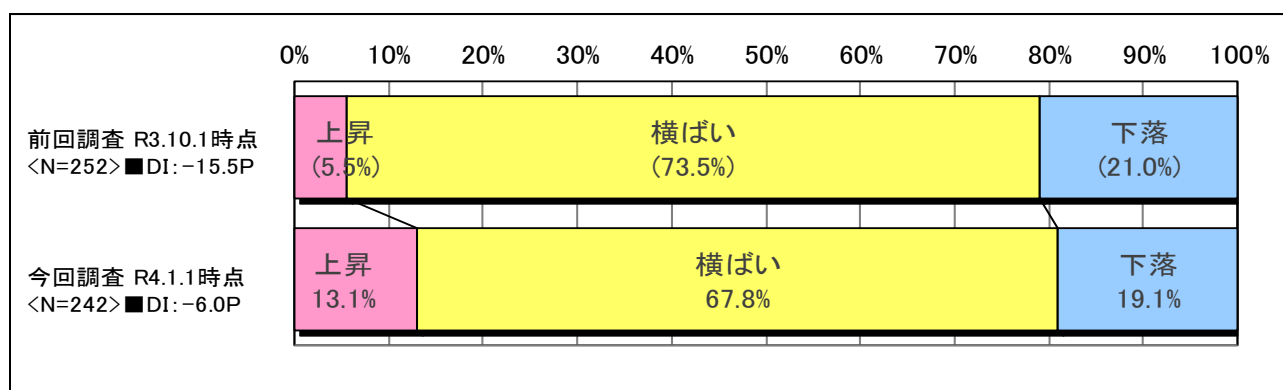 0% 10% 20% 30% 40% 50% 60% 70% 80% 90% 100%
前回調査 R3.10.1時点
<N=252>■DI:-15.5P
上昇 横ばい 下落
(5.5%) (73.5%) (21.0%)
今回調査 R4.1.1時点
<N=242>■DI:-6.0P
上昇 横ばい 下落
13.1% 67.8% 19.1%